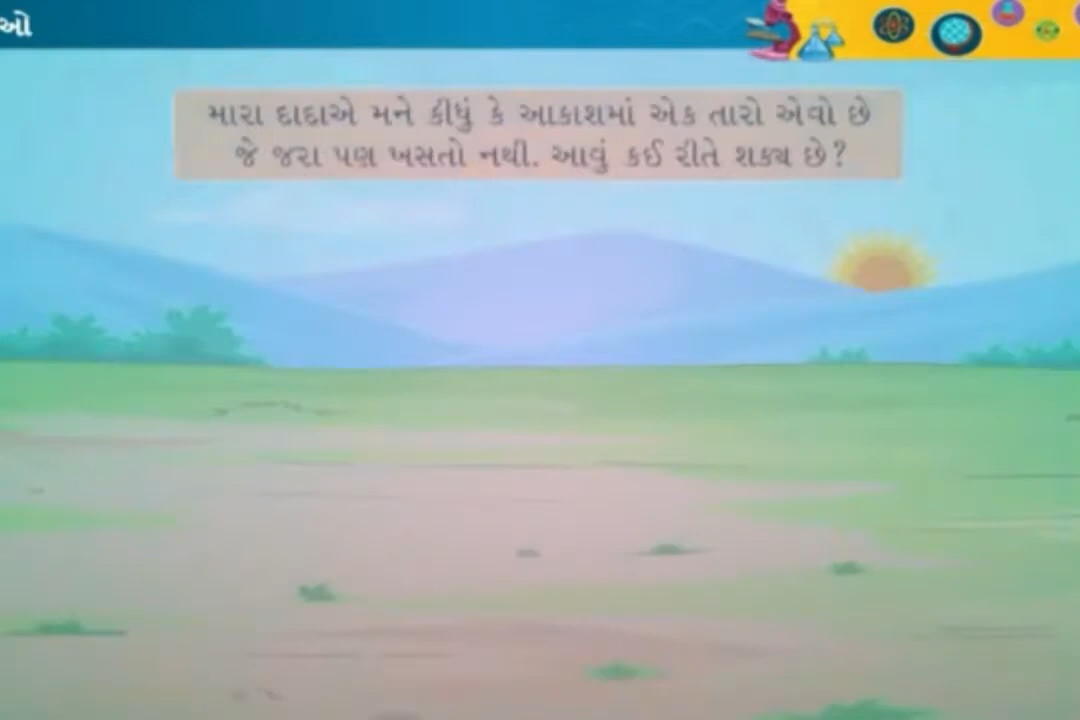 મારા દાદાએ મને કીધું કે આકાશમાં એક તારો એવો છે
જે જરા પણ ખસતો નથી. આવું કઈ રીતે શક્ય છે?